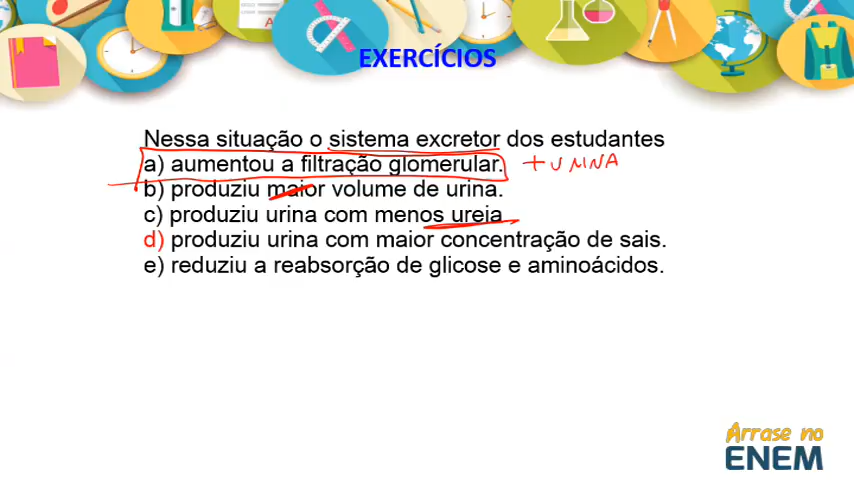 EXERCÍCIOS
Nessa situação o sistema excretor dos estudantes
a) aumentou a filtração glomerular. + URINA
b) produziu maior volume de urina.
c) produziu urina com menos ureia
d) produziu urina com maior concentração de sais.
e) reduziu a reabsorção de glicose e aminoácidos.
Arrase no
ENEM